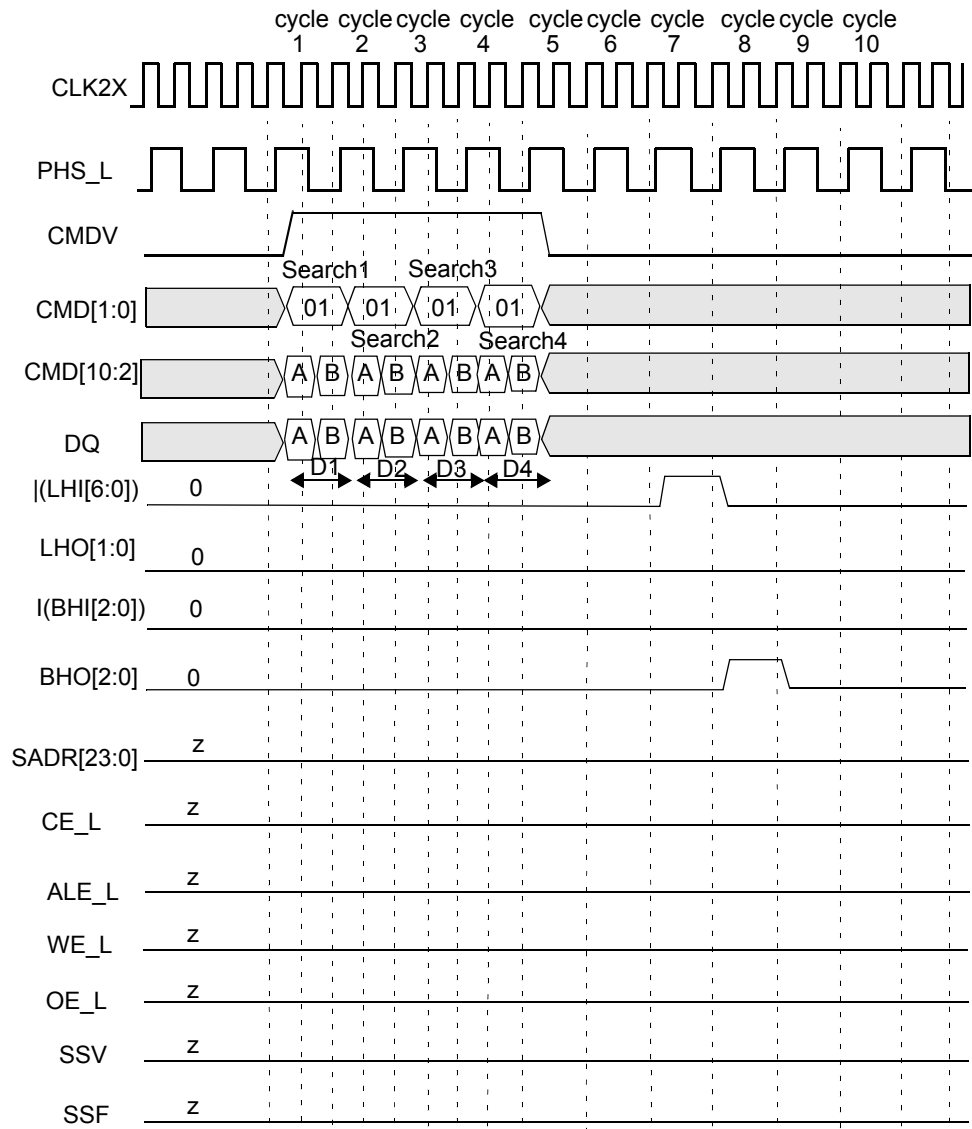 cycle cycle cycle cycle cycle cycle cycle cycle cycle cycle
1 2 3 4 5 6 7 8 9 10
CLK2X
PHS_L
CMDV
Search1 Search3
CMD[1:0] 01 01 01 01
Search2 Search4
CMD[10:2] A B A B A B A B
DQ A B A B A B A B
D1 D2 D3 D4
|(LHI[6:0]) 0
LHO[1:0] 0
I(BHI[2:0]) 0
BHO[2:0] 0
SADR[23:0] z
CE_L z
ALE_L z
WE_L z
OE_L z
SSV z
SSF z